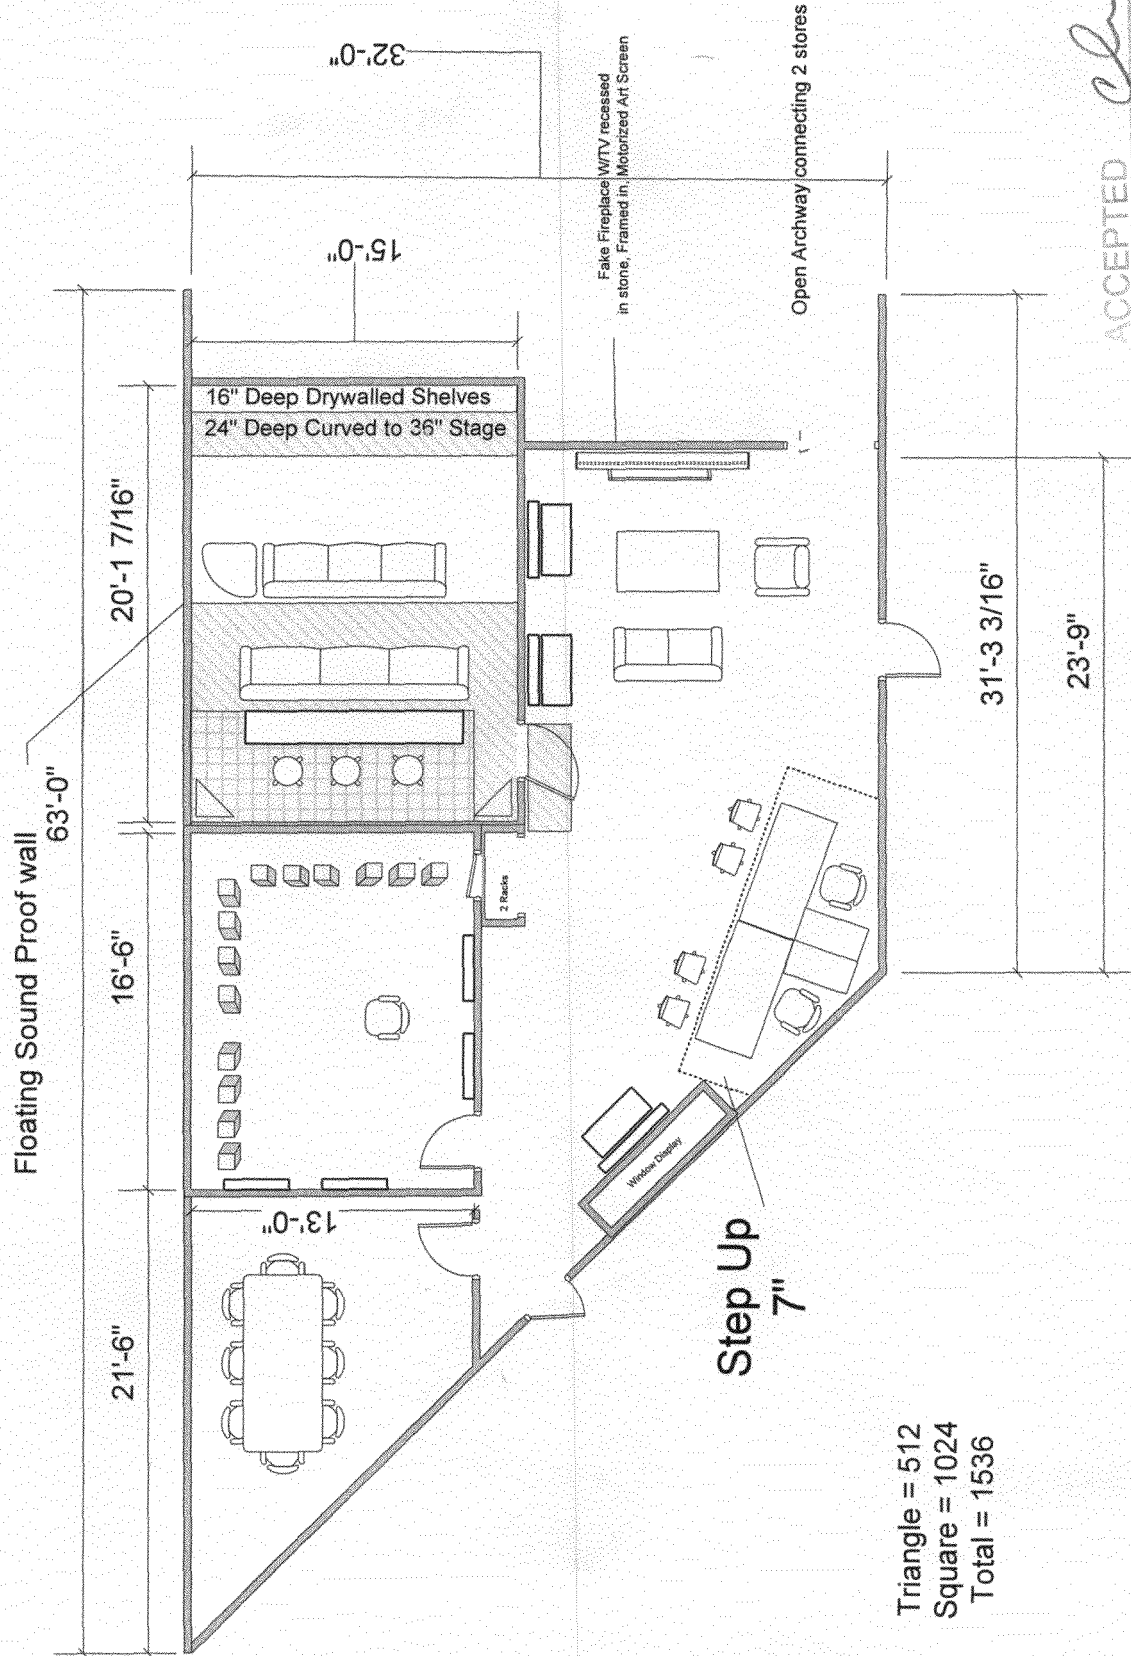 Floating Sound Proof wall
63'-0"
21'-6"
16'-6"
20'-1 7/16"
15'-0"
32'-0"
13'-0"
16" Deep Drywalled Shelves
24" Deep Curved to 36" Stage
Fake Fireplace W/TV recessed
in stone, Framed in, Motorized Art Screen
Open Archway connecting 2 stores
2 Racks
Window Display
Step Up
7"
31'-3 3/16"
23'-9"
Triangle = 512
Square = 1024
Total = 1536
ACCEPTED